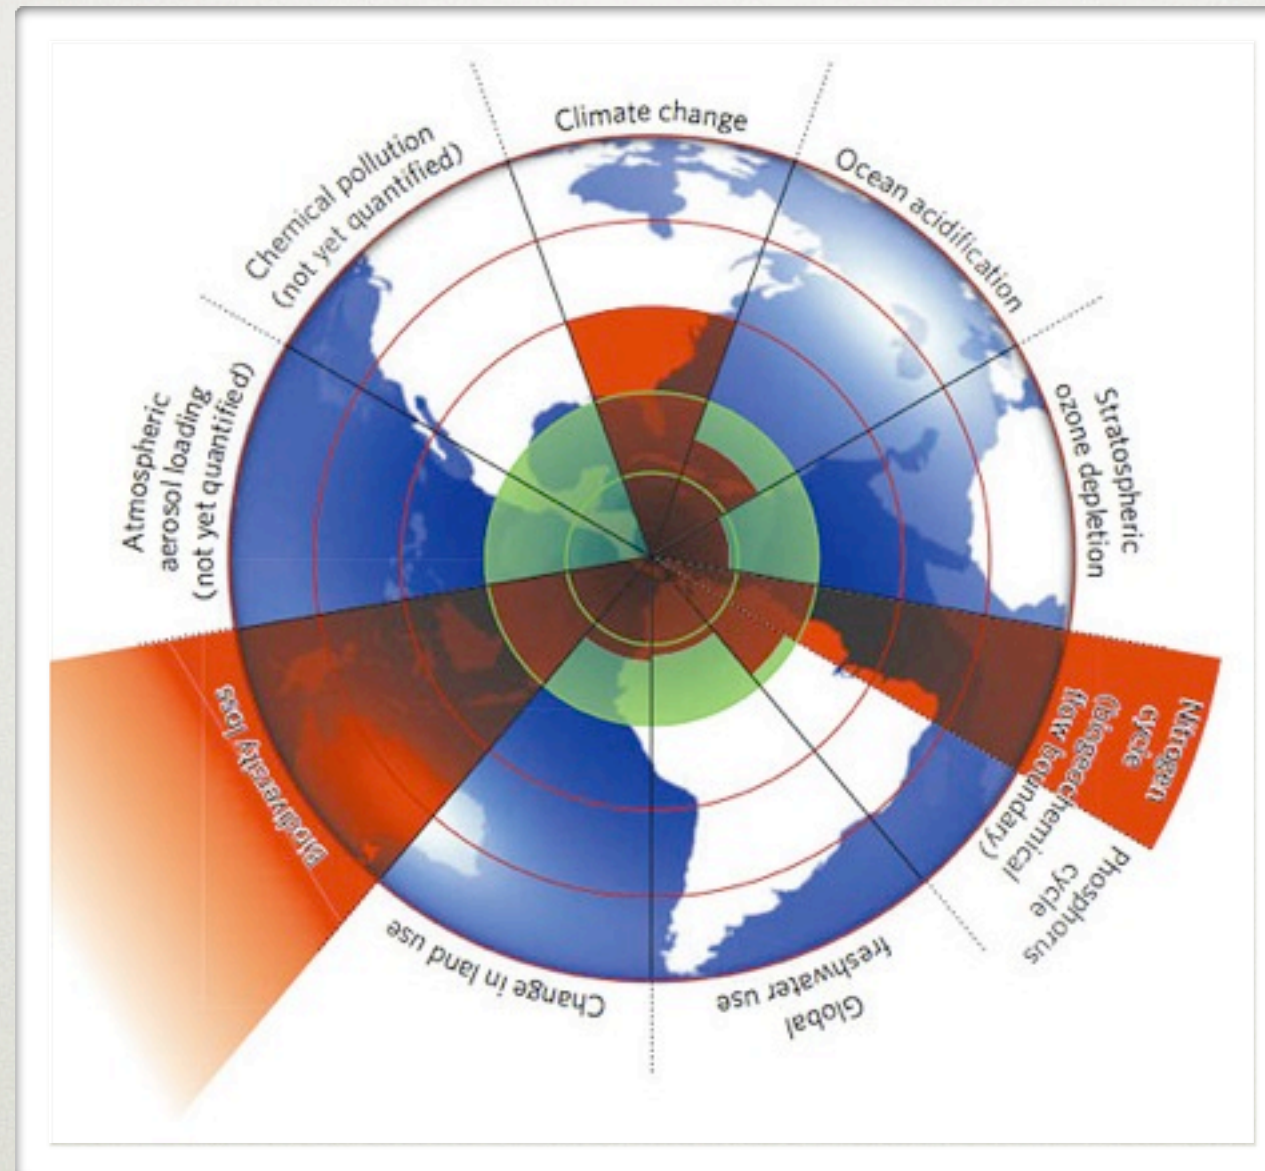 Climate change
Ocean acidification
Stratospheric
ozone depletion
Nitrogen
cycle
(biogeochemical
flow boundary)
Phosphorus
cycle
Global
freshwater use
Change in land use
Biodiversity loss
Atmospheric
aerosol loading
(not yet quantified)
Chemical pollution
(not yet quantified)